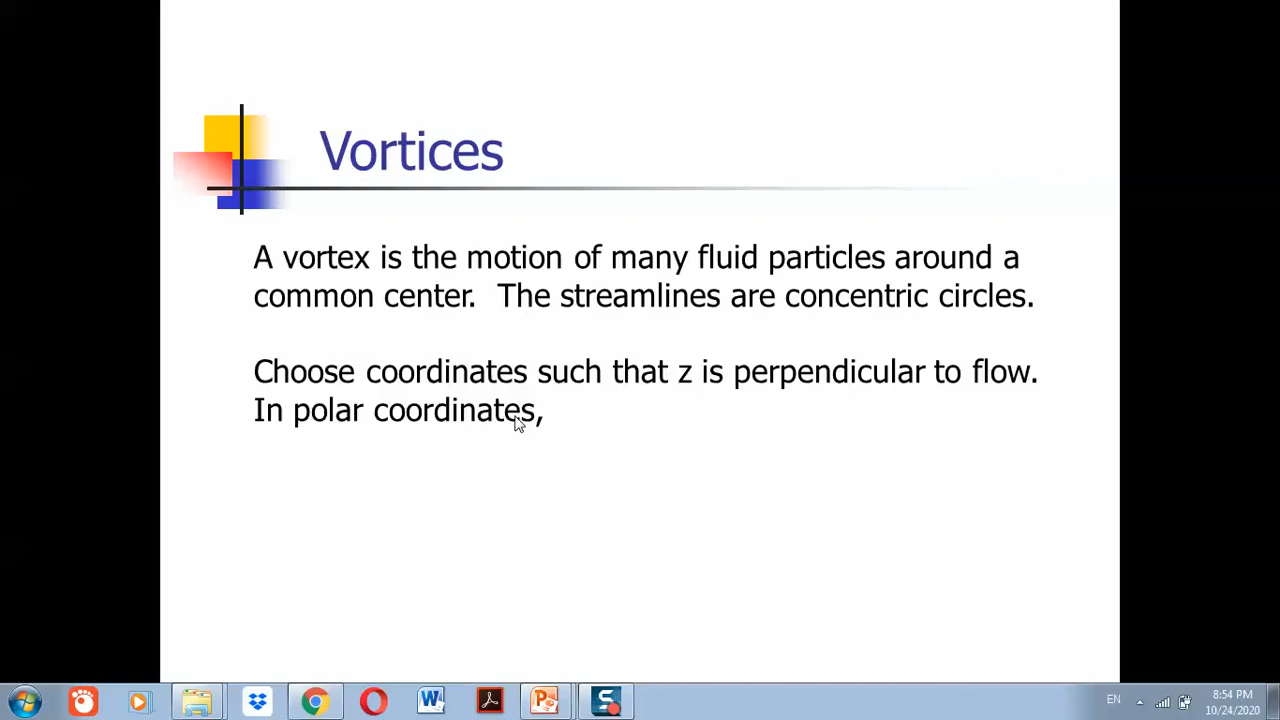 Vortices
A vortex is the motion of many fluid particles around a
common center. The streamlines are concentric circles.
Choose coordinates such that z is perpendicular to flow.
In polar coordinates,
EN
8:54 PM
10/24/2020